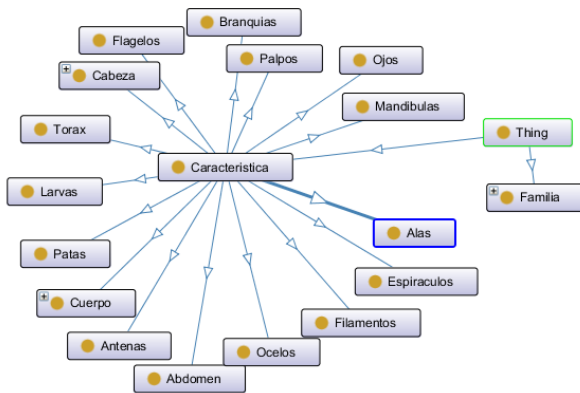 Branquias
Flagelos
Palpos
Ojos
Cabeza
Mandibulas
Torax
Thing
Caracteristica
Larvas
Familia
Alas
Patas
Espiraculos
Cuerpo
Filamentos
Antenas
Ocelos
Abdomen